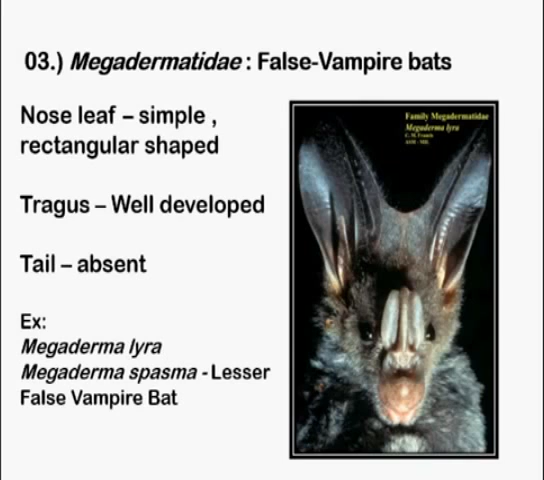 03.) Megadermatidae : False-Vampire bats
Nose leaf – simple ,
rectangular shaped
Tragus – Well developed
Tail – absent
Ex:
Megaderma lyra
Megaderma spasma - Lesser
False Vampire Bat
Family Megadermatidae
Megaderma lyra